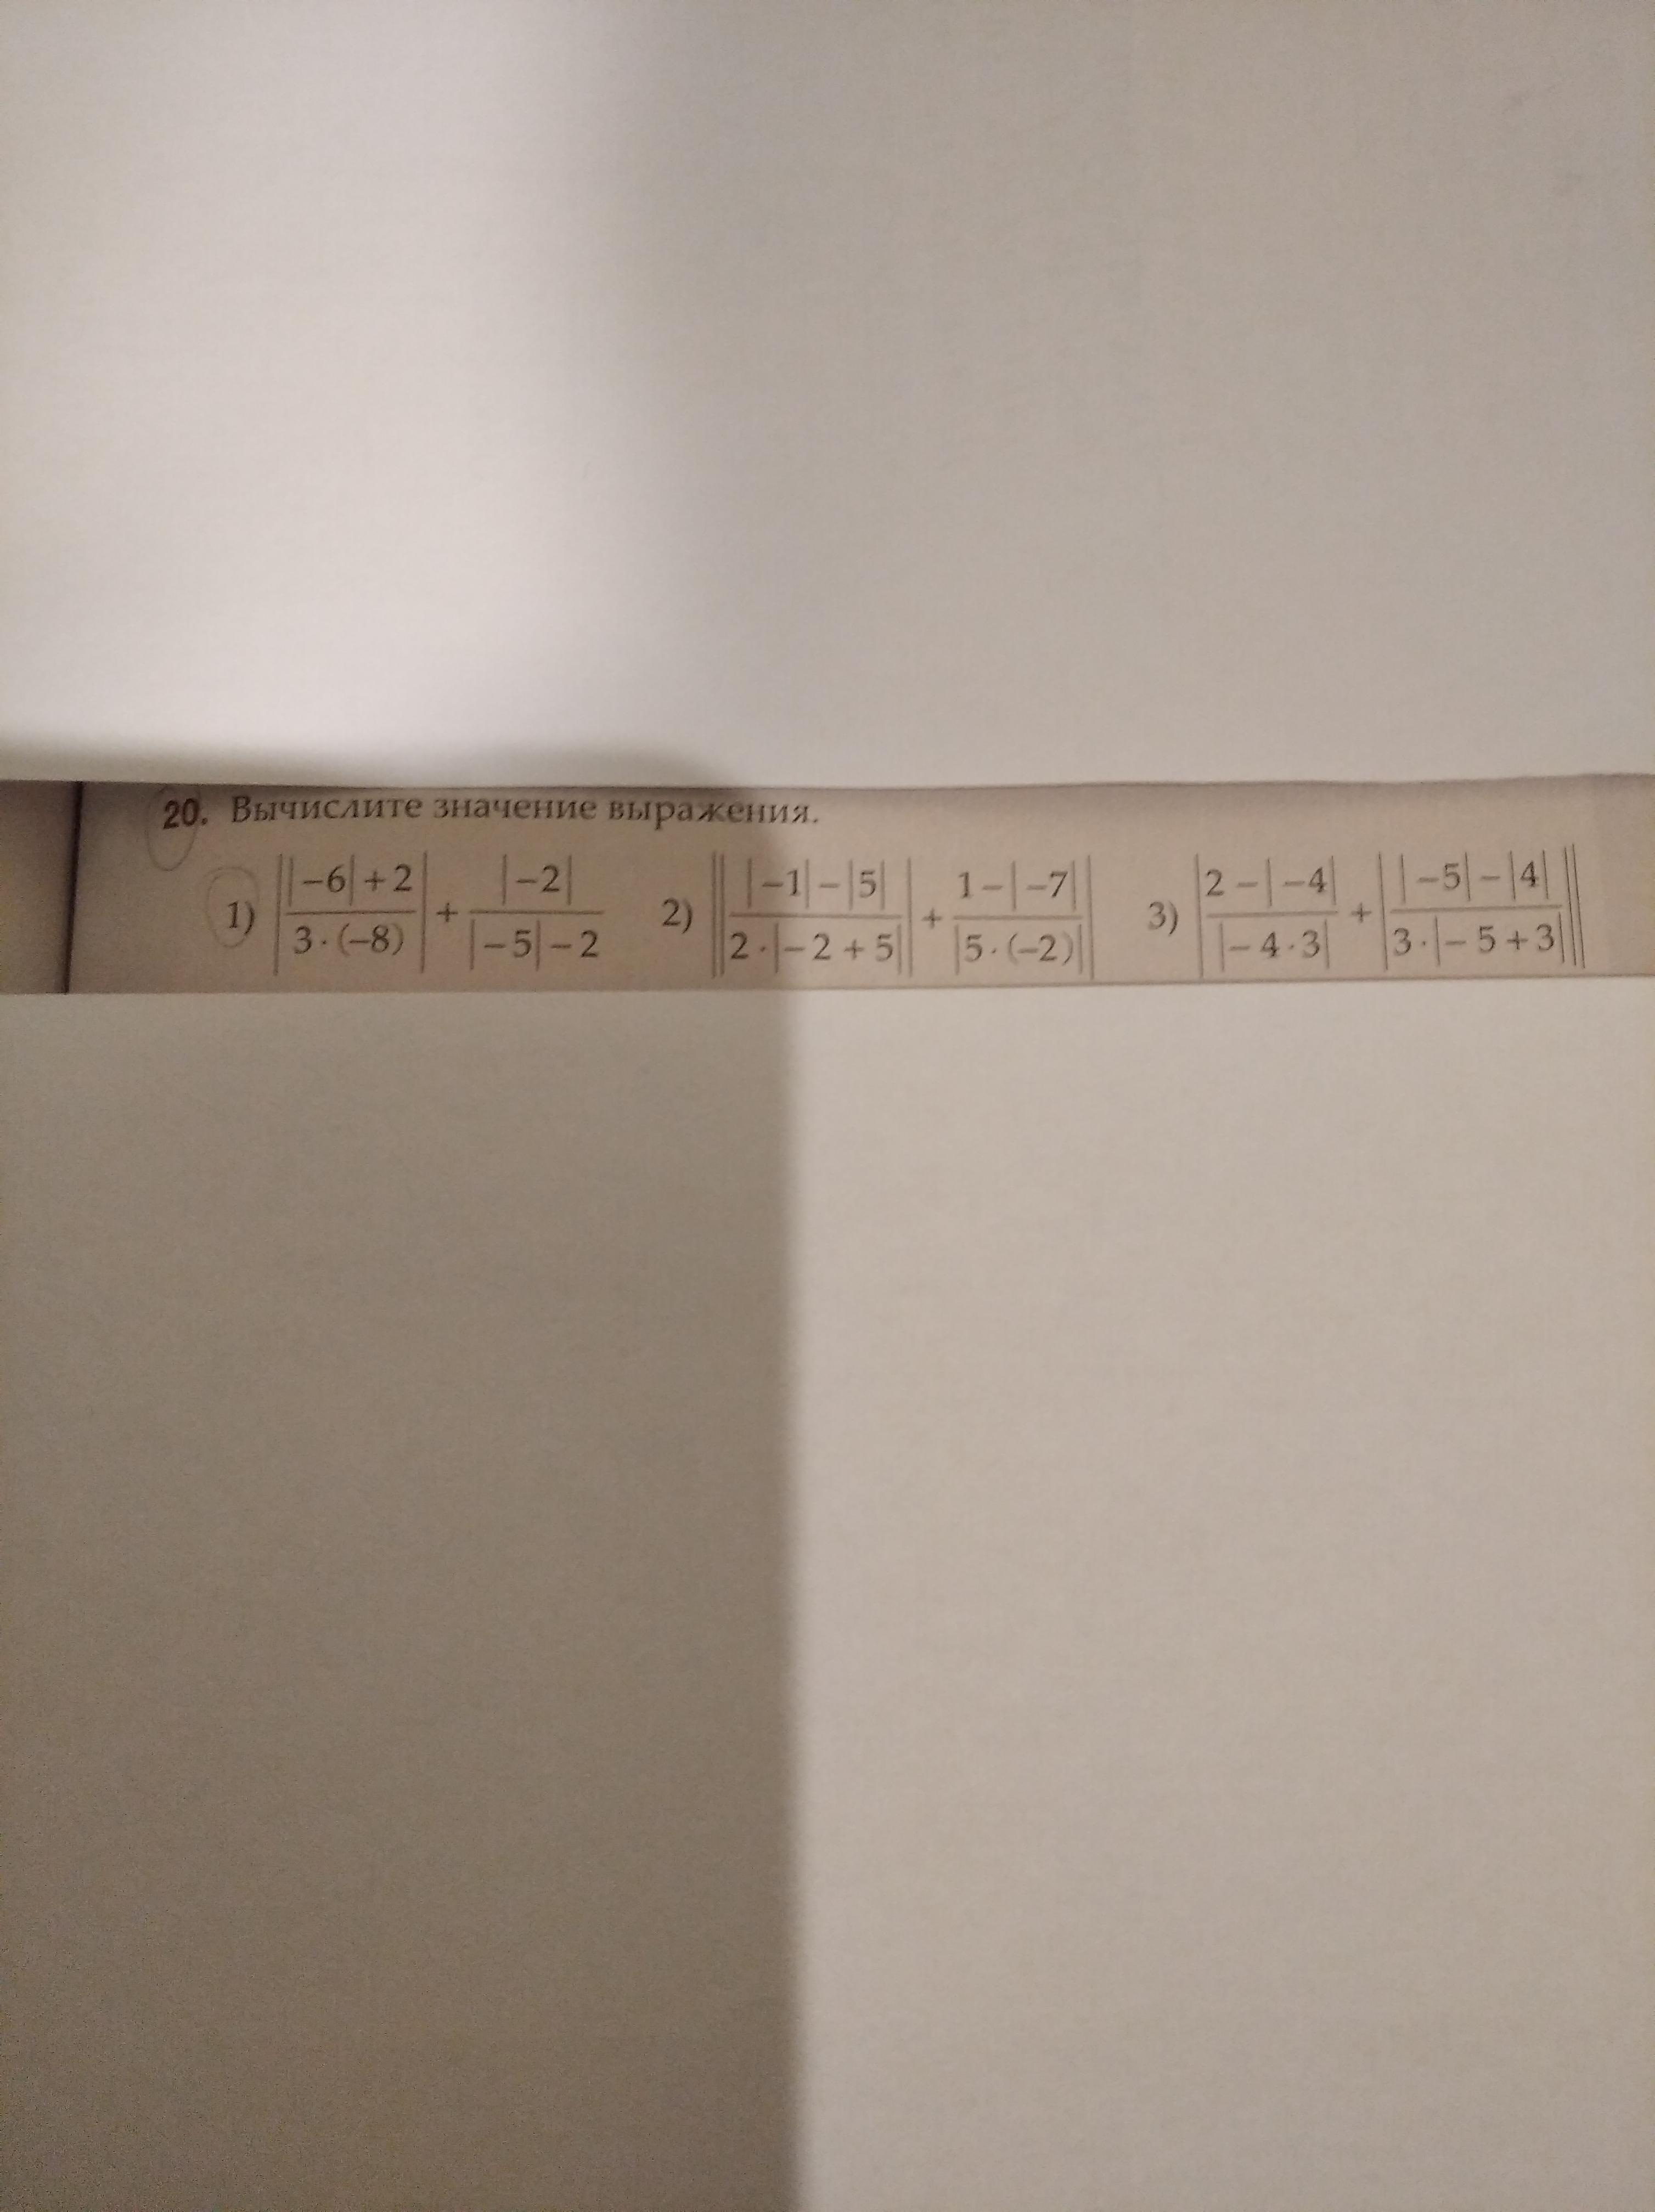 20. Вычислите значение выражения.
1) | (|−6| + 2) / (3 · (−8)) | + |−2| / (|−5| − 2) 2) || (|−1| − |5|) / (2 · |−2 + 5|) | + (1 − |−7|) / |5 · (−2)| | 3) | (2 − |−4|) / |−4 · 3| + | (|−5| − |4|) / (3 · |−5 + 3|) ||